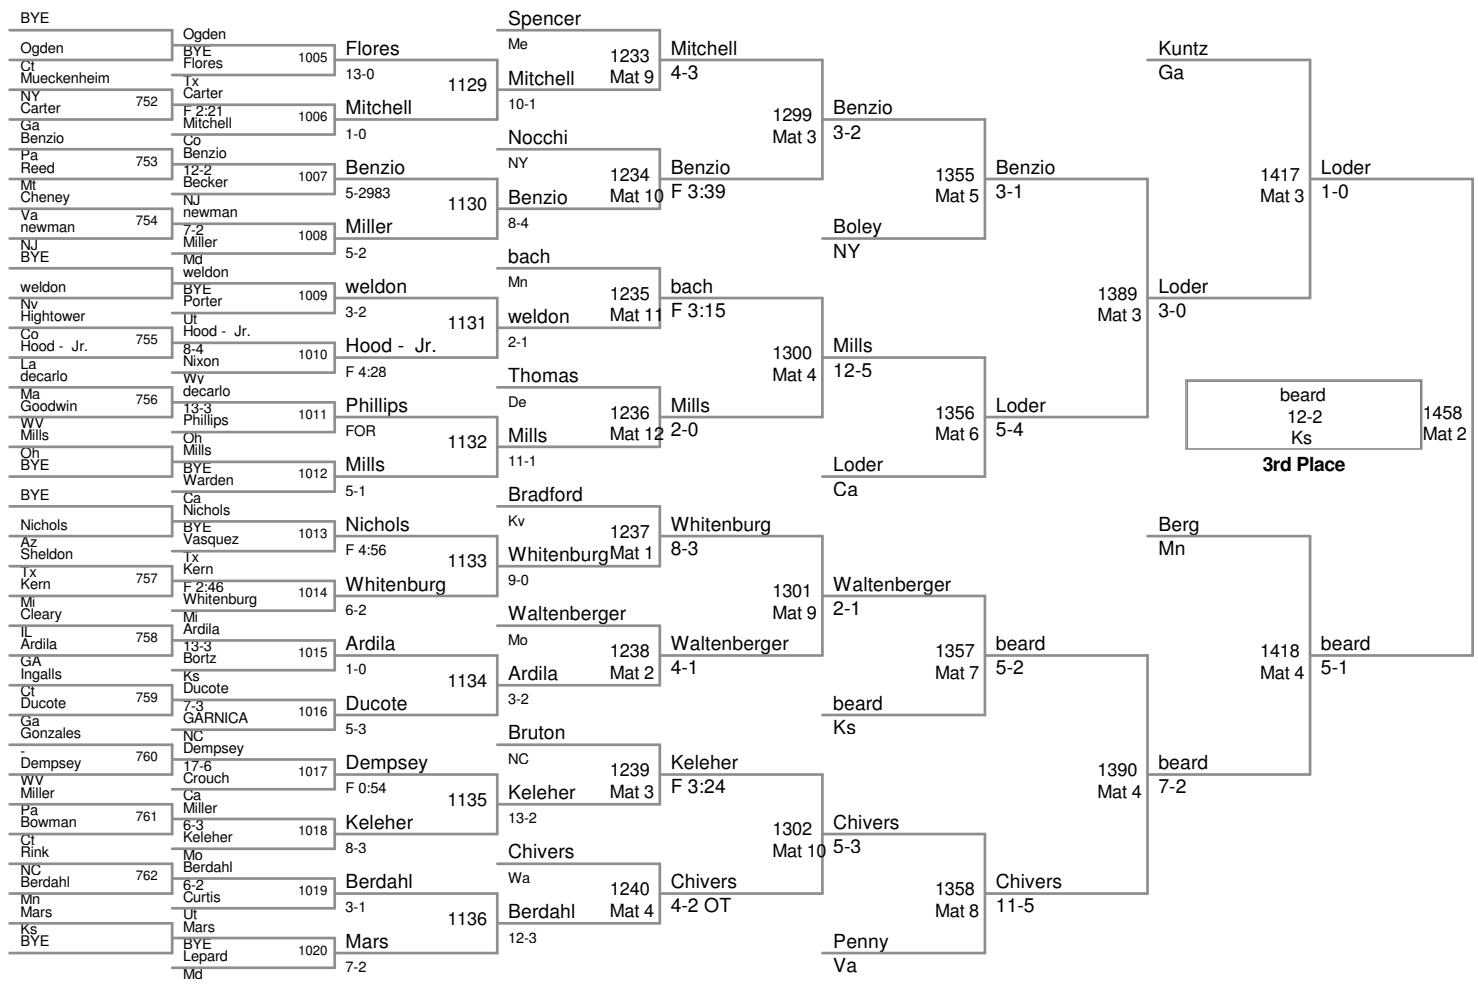 BYE
Ogden
Ct
Mueckenheim
NY
Carter
752
Ga
Benzio
Pa
Reed
753
Mt
Cheney
Va
newman
754
NJ
BYE
weldon
Nv
Hightower
Co
Hood - Jr.
755
La
decarlo
Ma
Goodwin
756
WV
Mills
Oh
BYE
BYE
Nichols
Az
Sheldon
Tx
Kern
757
Mi
Cleary
IL
Ardila
758
GA
Ingalls
Ct
Ducote
759
Ga
Gonzales
-
Dempsey
760
WV
Miller
Pa
Bowman
761
Ct
Rink
NC
Berdahl
762
Mn
Mars
Ks
BYE
Ogden
BYE
Flores
1005
Tx
Carter
F 2:21
Mitchell
1006
Co
Benzio
12-2
Becker
1007
NJ
newman
7-2
Miller
1008
Md
weldon
BYE
Porter
1009
Ut
Hood - Jr.
8-4
Nixon
1010
Wy
decarlo
13-3
Phillips
1011
Oh
Mills
BYE
Warden
1012
Ca
Nichols
BYE
Vasquez
1013
Tx
Kern
F 2:46
Whitenburg
1014
Mi
Ardila
13-3
Bortz
1015
Ks
Ducote
7-3
GARNICA
1016
NC
Dempsey
17-6
Crouch
1017
Ca
Miller
6-3
Keleher
1018
Mo
Berdahl
6-2
Curtis
1019
Ut
Mars
BYE
Lepard
1020
Md
Flores
13-0
1129
Mitchell
1-0
Benzio
5-2983
1130
Miller
5-2
weldon
3-2
1131
Hood - Jr.
F 4:28
Phillips
FOR
1132
Mills
5-1
Nichols
F 4:56
1133
Whitenburg
6-2
Ardila
1-0
1134
Ducote
5-3
Dempsey
F 0:54
1135
Keleher
8-3
Berdahl
3-1
1136
Mars
7-2
Spencer
Me
1233
Mat 9
Mitchell
10-1
Nocchi
NY
1234
Mat 10
Benzio
8-4
bach
Mn
1235
Mat 11
weldon
2-1
Thomas
De
1236
Mat 12
Mills
11-1
Bradford
Kv
1237
Mat 1
Whitenburg
9-0
Waltenberger
Mo
1238
Mat 2
Ardila
3-2
Bruton
NC
1239
Mat 3
Keleher
13-2
Chivers
Wa
1240
Mat 4
Berdahl
12-3
Mitchell
4-3
1299
Mat 3
Benzio
F 3:39
bach
F 3:15
1300
Mat 4
Mills
2-0
Whitenburg
8-3
1301
Mat 9
Waltenberger
4-1
Keleher
F 3:24
1302
Mat 10
Chivers
4-2 OT
Benzio
3-2
1355
Mat 5
Boley
NY
Mills
12-5
1356
Mat 6
Loder
Ca
Waltenberger
2-1
1357
Mat 7
beard
Ks
Chivers
5-3
1358
Mat 8
Penny
Va
Benzio
3-1
1389
Mat 3
Loder
5-4
beard
5-2
1390
Mat 4
Chivers
11-5
Kuntz
Ga
1417
Mat 3
Loder
3-0
Berg
Mn
1418
Mat 4
beard
7-2
Loder
1-0
beard
12-2
Ks
3rd Place
1458
Mat 2
beard
5-1